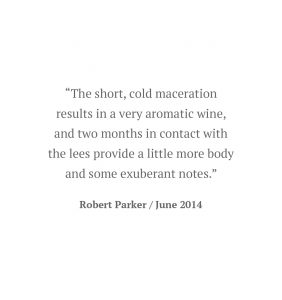 “The short, cold maceration
results in a very aromatic wine,
and two months in contact with
the lees provide a little more body
and some exuberant notes.”
Robert Parker / June 2014